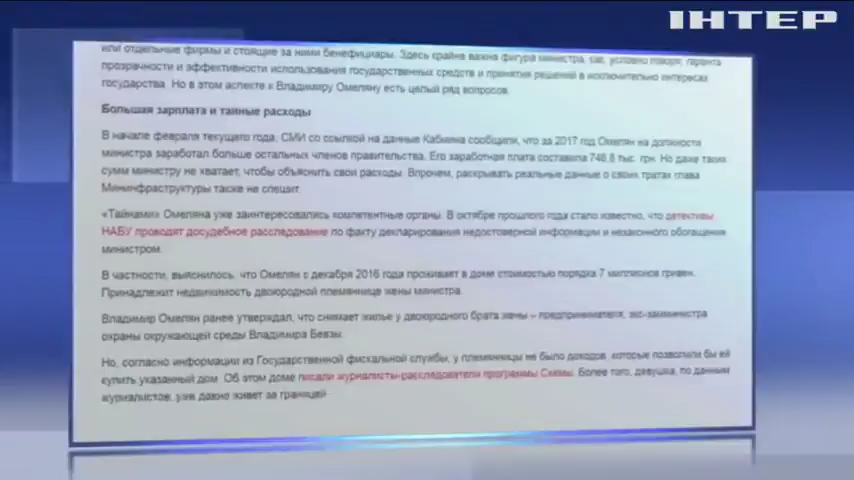 ІНТЕР
или отдельные фирмы и стоящие за ними бенефициары. Здесь крайне важна фигура министра, как, условно говоря, гаранта
прозрачности и эффективности использования государственных средств и принятия решений в исключительно интересах
государства. Но в этом аспекте к Владимиру Омеляну есть целый ряд вопросов.
Большая зарплата и тайные расходы
В начале февраля текущего года, СМИ со ссылкой на данные Кабмина сообщили, что за 2017 год Омелян на должности
министра заработал больше остальных членов правительства. Его заработная плата составила 748,8 тыс. грн. Но даже таких
сумм министру не хватает, чтобы объяснить свои расходы. Впрочем, раскрывать реальные данные о своих тратах глава
Мининфраструктуры также не спешит.
«Тайнами» Омеляна уже заинтересовались компетентные органы. В октябре прошлого года стало известно, что детективы
НАБУ проводят досудебное расследование по факту декларирования недостоверной информации и незаконного обогащения
министром.
В частности, выяснилось, что Омелян с декабря 2016 года проживает в доме стоимостью порядка 7 миллионов гривен.
Принадлежит недвижимость двоюродной племяннице жены министра.
Владимир Омелян ранее утверждал, что снимает жилье у двоюродного брата жены – предпринимателя, экс-замминистра
охраны окружающей среды Владимира Бевзы.
Но, согласно информации из Государственной фискальной службы, у племянницы не было доходов, которые позволили бы ей
купить указанный дом. Об этом доме писали журналисты-расследователи программы Схемы. Более того, девушка, по данным
журналистов, уже давно живет за границей